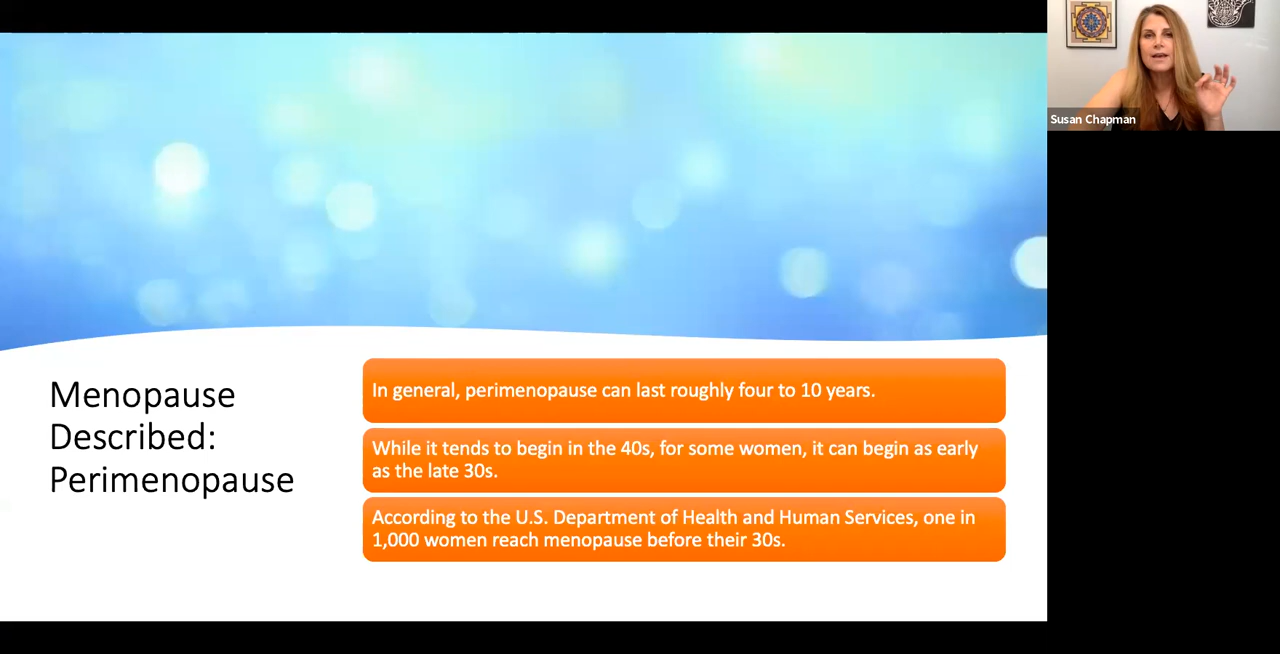 Susan Chapman
Menopause
Described:
Perimenopause
In general, perimenopause can last roughly four to 10 years.
While it tends to begin in the 40s, for some women, it can begin as early
as the late 30s.
According to the U.S. Department of Health and Human Services, one in
1,000 women reach menopause before their 30s.